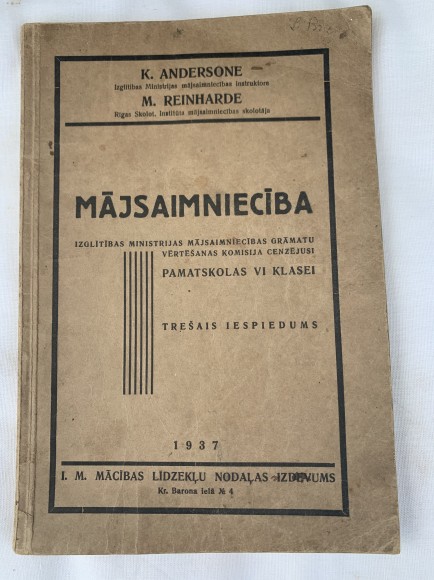 K. ANDERSONE
Izglītības Ministrijas mājsaimniecības instruktore
M. REINHARDE
Rīgas Skolot. Institūta mājsaimniecības skolotāja
MĀJSAIMNIECĪBA
IZGLĪTĪBAS MINISTRIJAS MĀJSAIMNIECĪBAS GRĀMATU
VĒRTĒŠANAS KOMISIJA CENZĒJUSI
PAMATSKOLAS VI KLASEI
TREŠAIS IESPIEDUMS
1937
I. M. MĀCĪBAS LĪDZEKĻU NODAĻAS IZDEVUMS
Kr. Barona ielā № 4